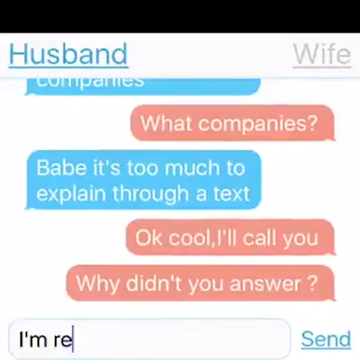 Husband Wife
companies
What companies?
Babe it's too much to
explain through a text
Ok cool,I'll call you
Why didn't you answer ?
I'm re Send